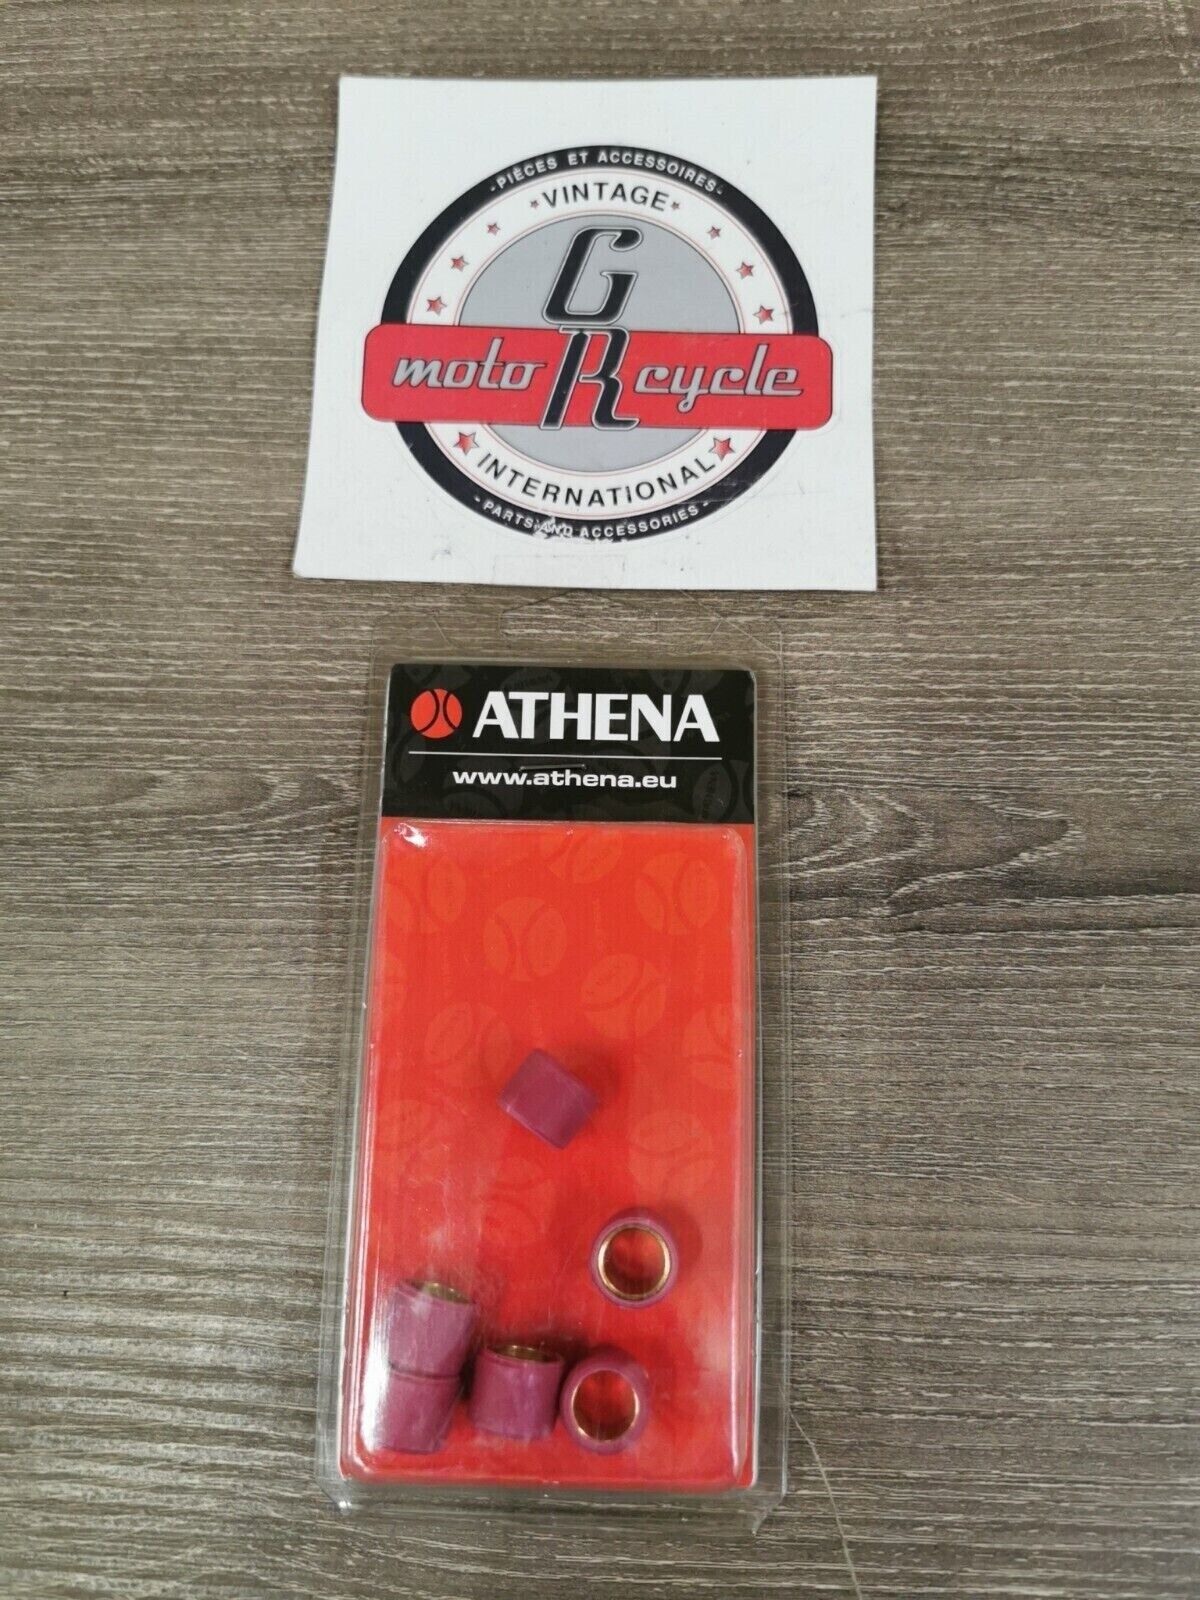 -PIÈCES ET ACCESSOIRES-
VINTAGE
G
moto R cycle
INTERNATIONAL
- PARTS AND ACCESSORIES -
ATHENA
www.athena.eu